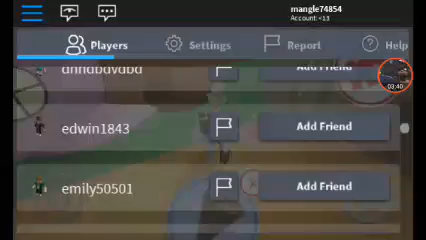 mangle74854
Account: <13
Players
Settings
Report
Help
Add Friend
03:40
edwin1843
Add Friend
emily50501
Add Friend